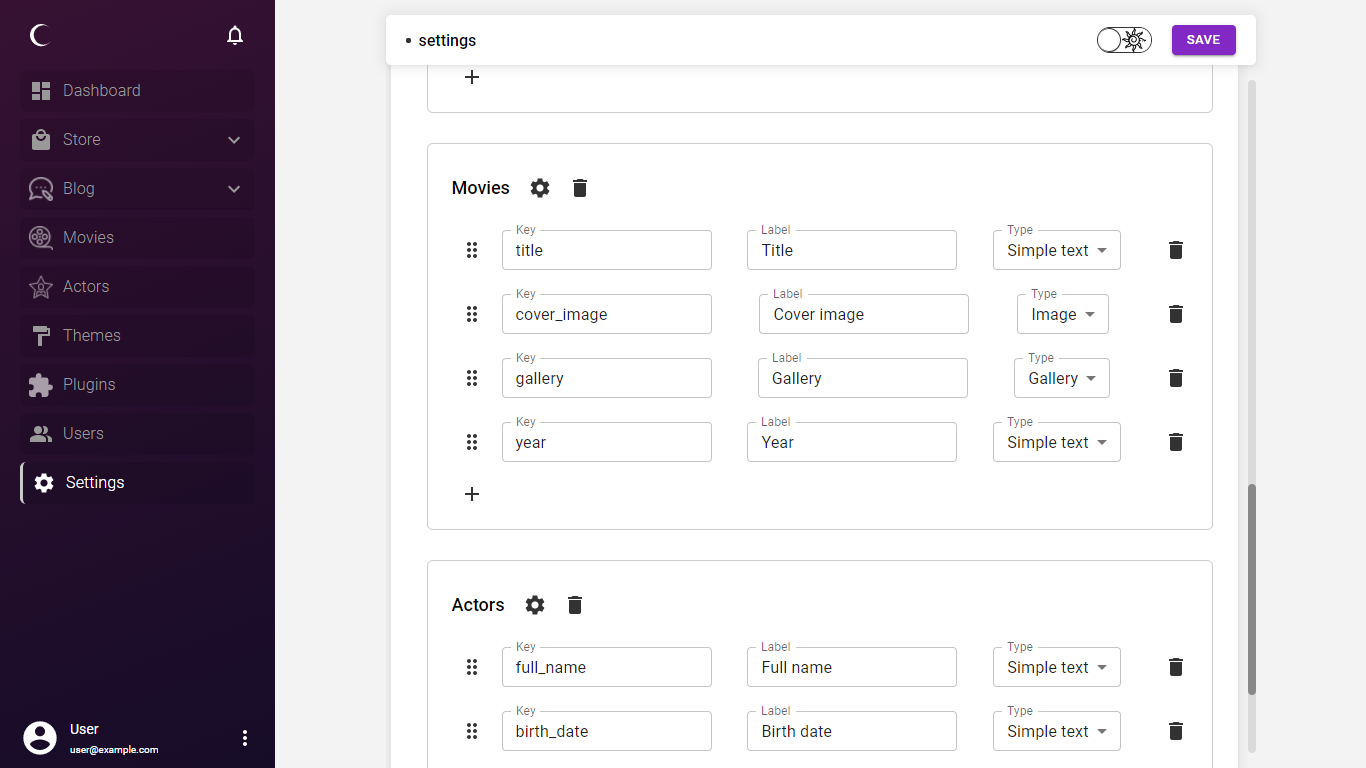 settings
SAVE
Dashboard
Store
Blog
Movies
Actors
Themes
Plugins
Users
Settings
User
user@example.com
Movies
Key Label Type
title Title Simple text
Key Label Type
cover_image Cover image Image
Key Label Type
gallery Gallery Gallery
Key Label Type
year Year Simple text
Actors
Key Label Type
full_name Full name Simple text
Key Label Type
birth_date Birth date Simple text